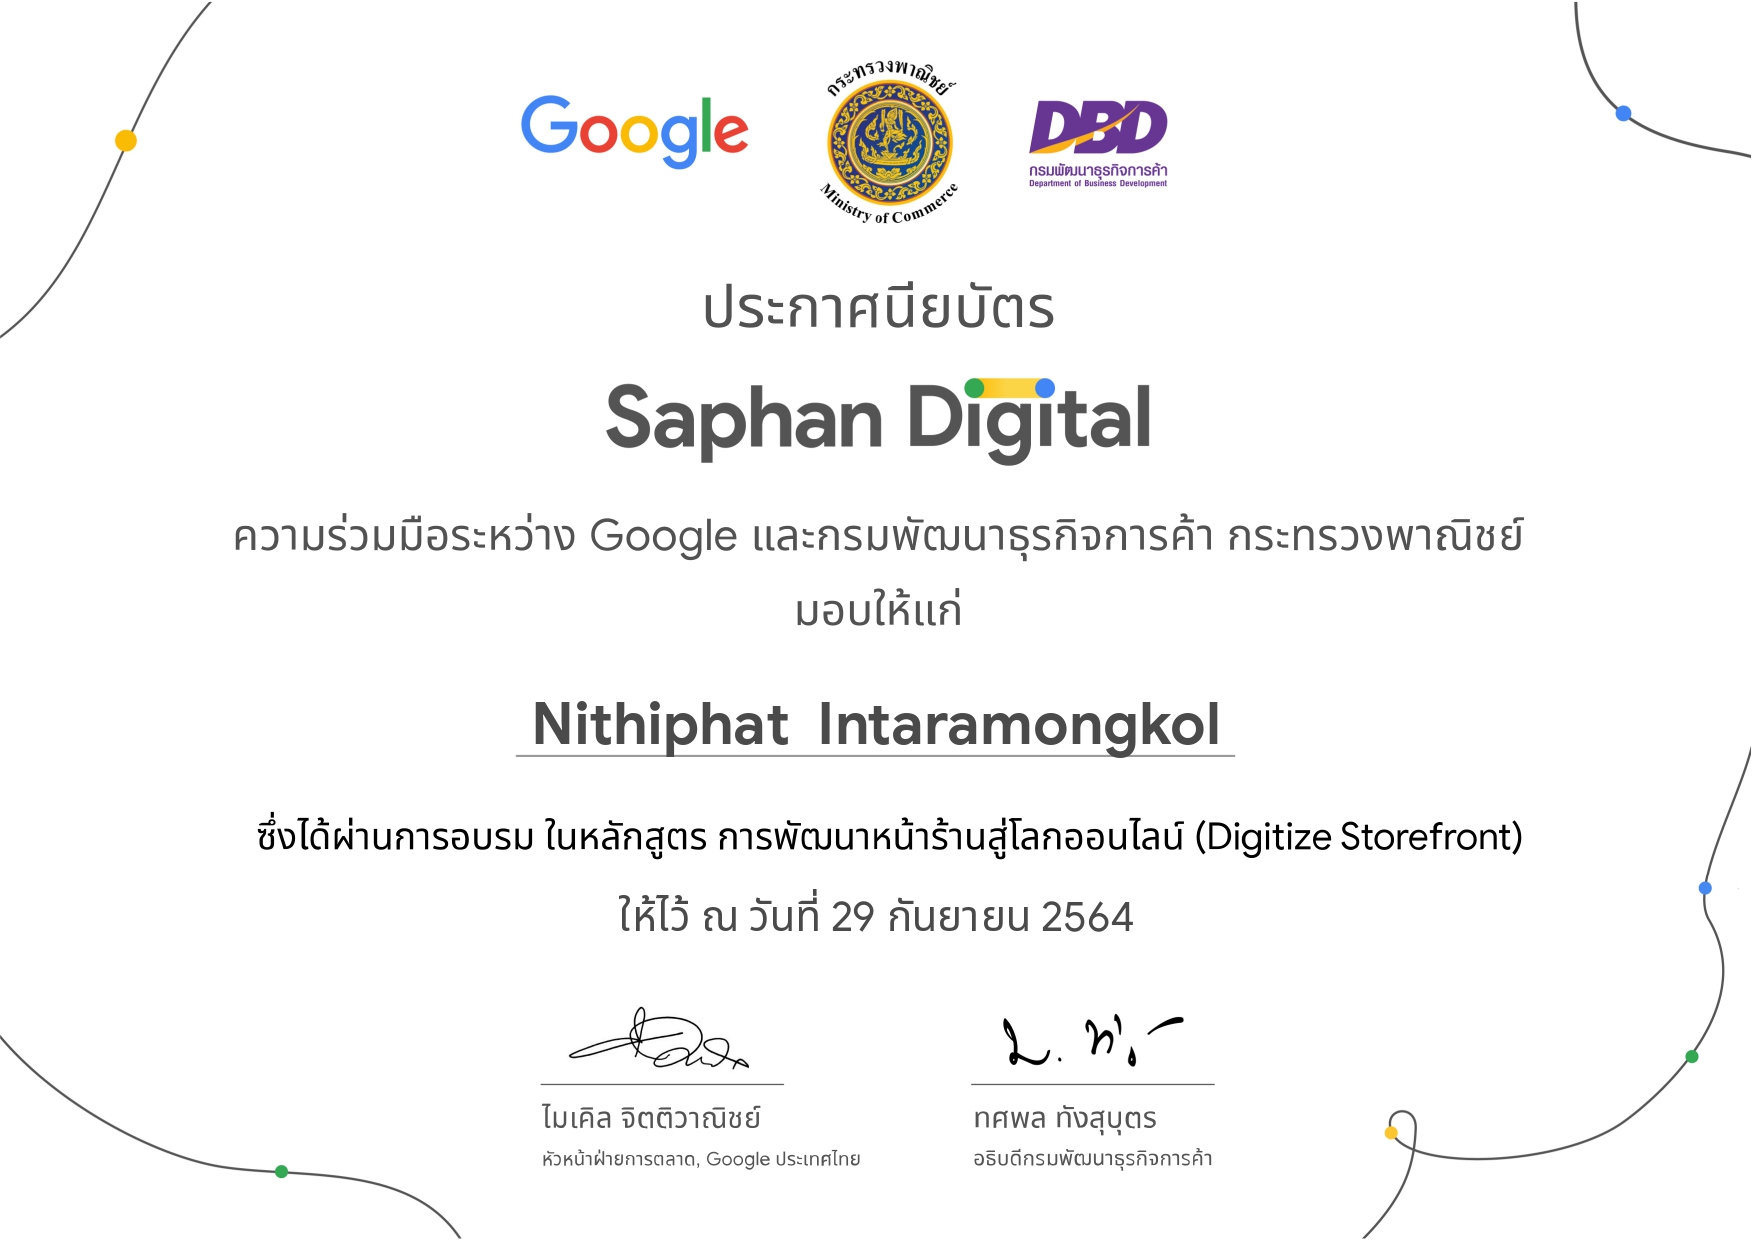 Google
กระทรวงพาณิชย์
Ministry of Commerce
DBD
กรมพัฒนาธุรกิจการค้า
Department of Business Development
ประกาศนียบัตร
Saphan Digital
ความร่วมมือระหว่าง Google และกรมพัฒนาธุรกิจการค้า กระทรวงพาณิชย์
มอบให้แก่
Nithiphat Intaramongkol
ซึ่งได้ผ่านการอบรม ในหลักสูตร การพัฒนาหน้าร้านสู่โลกออนไลน์ (Digitize Storefront)
ให้ไว้ ณ วันที่ 29 กันยายน 2564
ไมเคิล จิตติวาณิชย์
หัวหน้าฝ่ายการตลาด, Google ประเทศไทย
ทศพล ทังสุบุตร
อธิบดีกรมพัฒนาธุรกิจการค้า